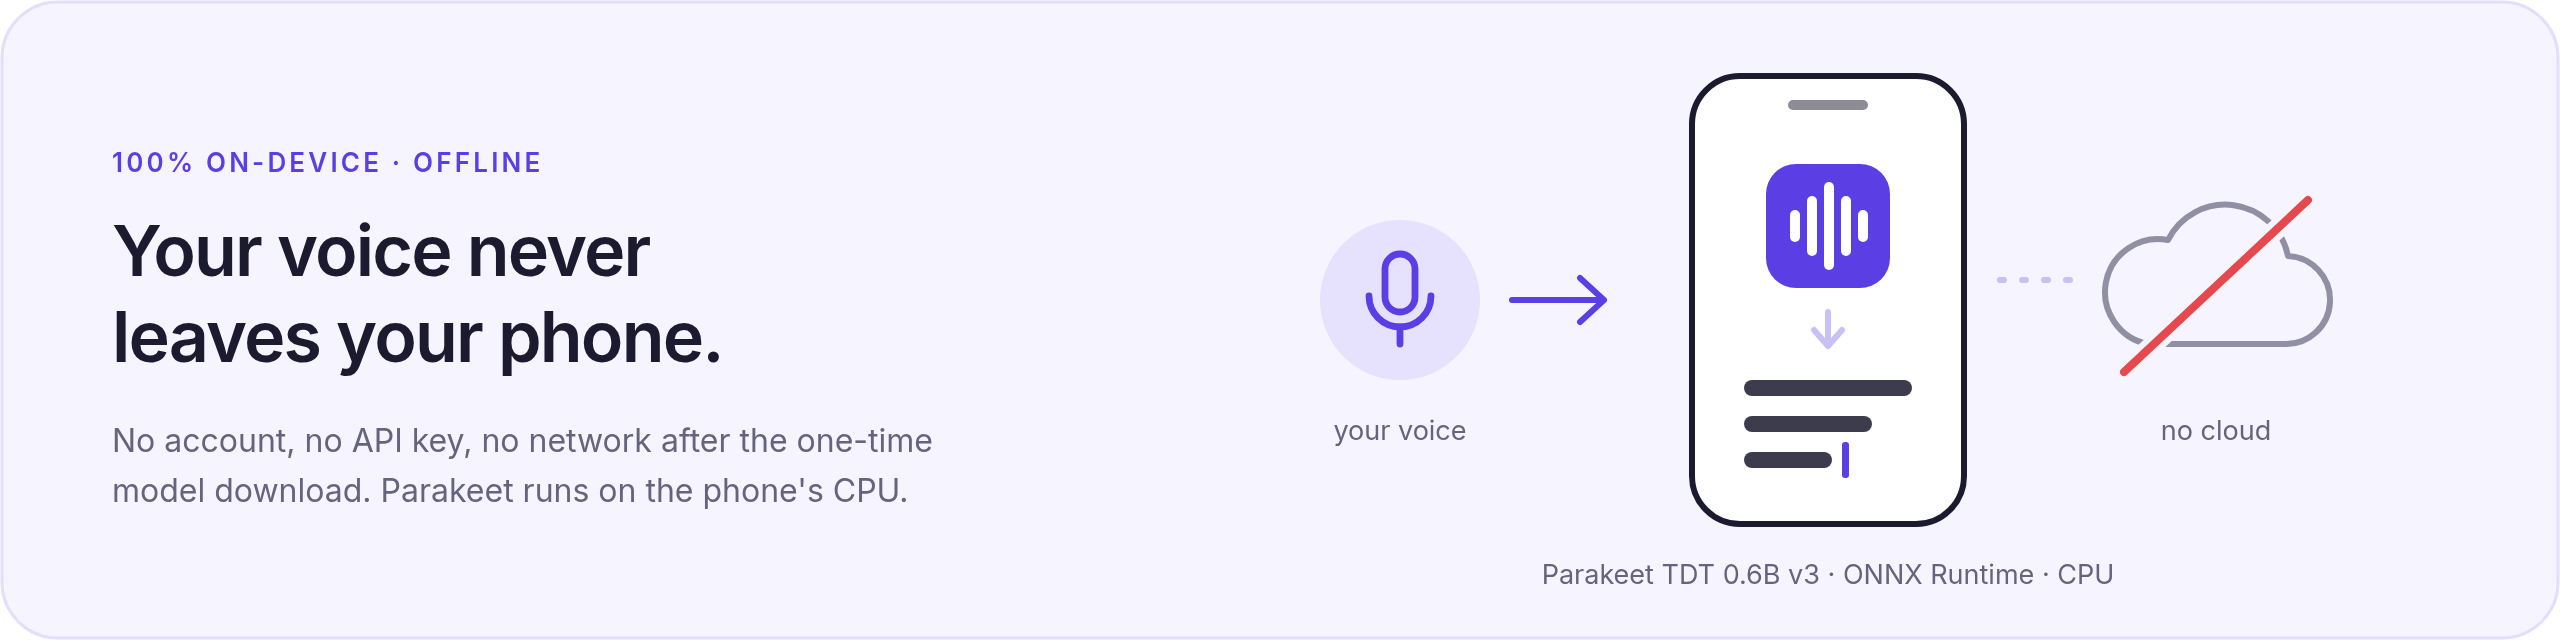 100% ON-DEVICE · OFFLINE
Your voice never
leaves your phone.
No account, no API key, no network after the one-time
model download. Parakeet runs on the phone's CPU.
your voice
no cloud
Parakeet TDT 0.6B v3 · ONNX Runtime · CPU